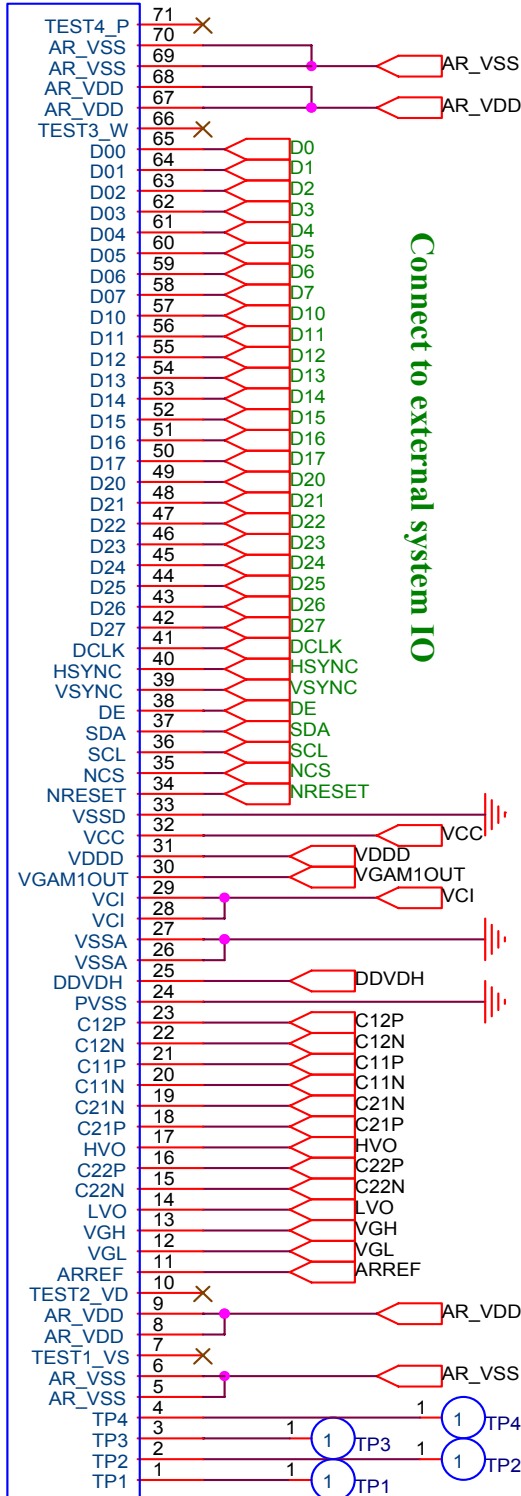 TEST4_P 71
AR_VSS 70
AR_VSS 69 AR_VSS
AR_VDD 68
AR_VDD 67 AR_VDD
TEST3_W 66
D00 65 D0
D01 64 D1
D02 63 D2
D03 62 D3
D04 61 D4
D05 60 D5
D06 59 D6
D07 58 D7
D10 57 D10
D11 56 D11
D12 55 D12
D13 54 D13
D14 53 D14
D15 52 D15
D16 51 D16
D17 50 D17
D20 49 D20
D21 48 D21
D22 47 D22
D23 46 D23
D24 45 D24
D25 44 D25
D26 43 D26
D27 42 D27
DCLK 41 DCLK
HSYNC 40 HSYNC
VSYNC 39 VSYNC
DE 38 DE
SDA 37 SDA
SCL 36 SCL
NCS 35 NCS
NRESET 34 NRESET
VSSD 33
VCC 32 VCC
VDDD 31 VDDD
VGAM1OUT 30 VGAM1OUT
VCI 29 VCI
VCI 28
VSSA 27
VSSA 26
DDVDH 25 DDVDH
PVSS 24
C12P 23 C12P
C12N 22 C12N
C11P 21 C11P
C11N 20 C11N
C21N 19 C21N
C21P 18 C21P
HVO 17 HVO
C22P 16 C22P
C22N 15 C22N
LVO 14 LVO
VGH 13 VGH
VGL 12 VGL
ARREF 11 ARREF
TEST2_VD 10
AR_VDD 9 AR_VDD
AR_VDD 8
TEST1_VS 7
AR_VSS 6 AR_VSS
AR_VSS 5
TP4 4 1 1 TP4
TP3 3 1 1 TP3
TP2 2 1 1 TP2
TP1 1 1 1 TP1
Connect to external system IO